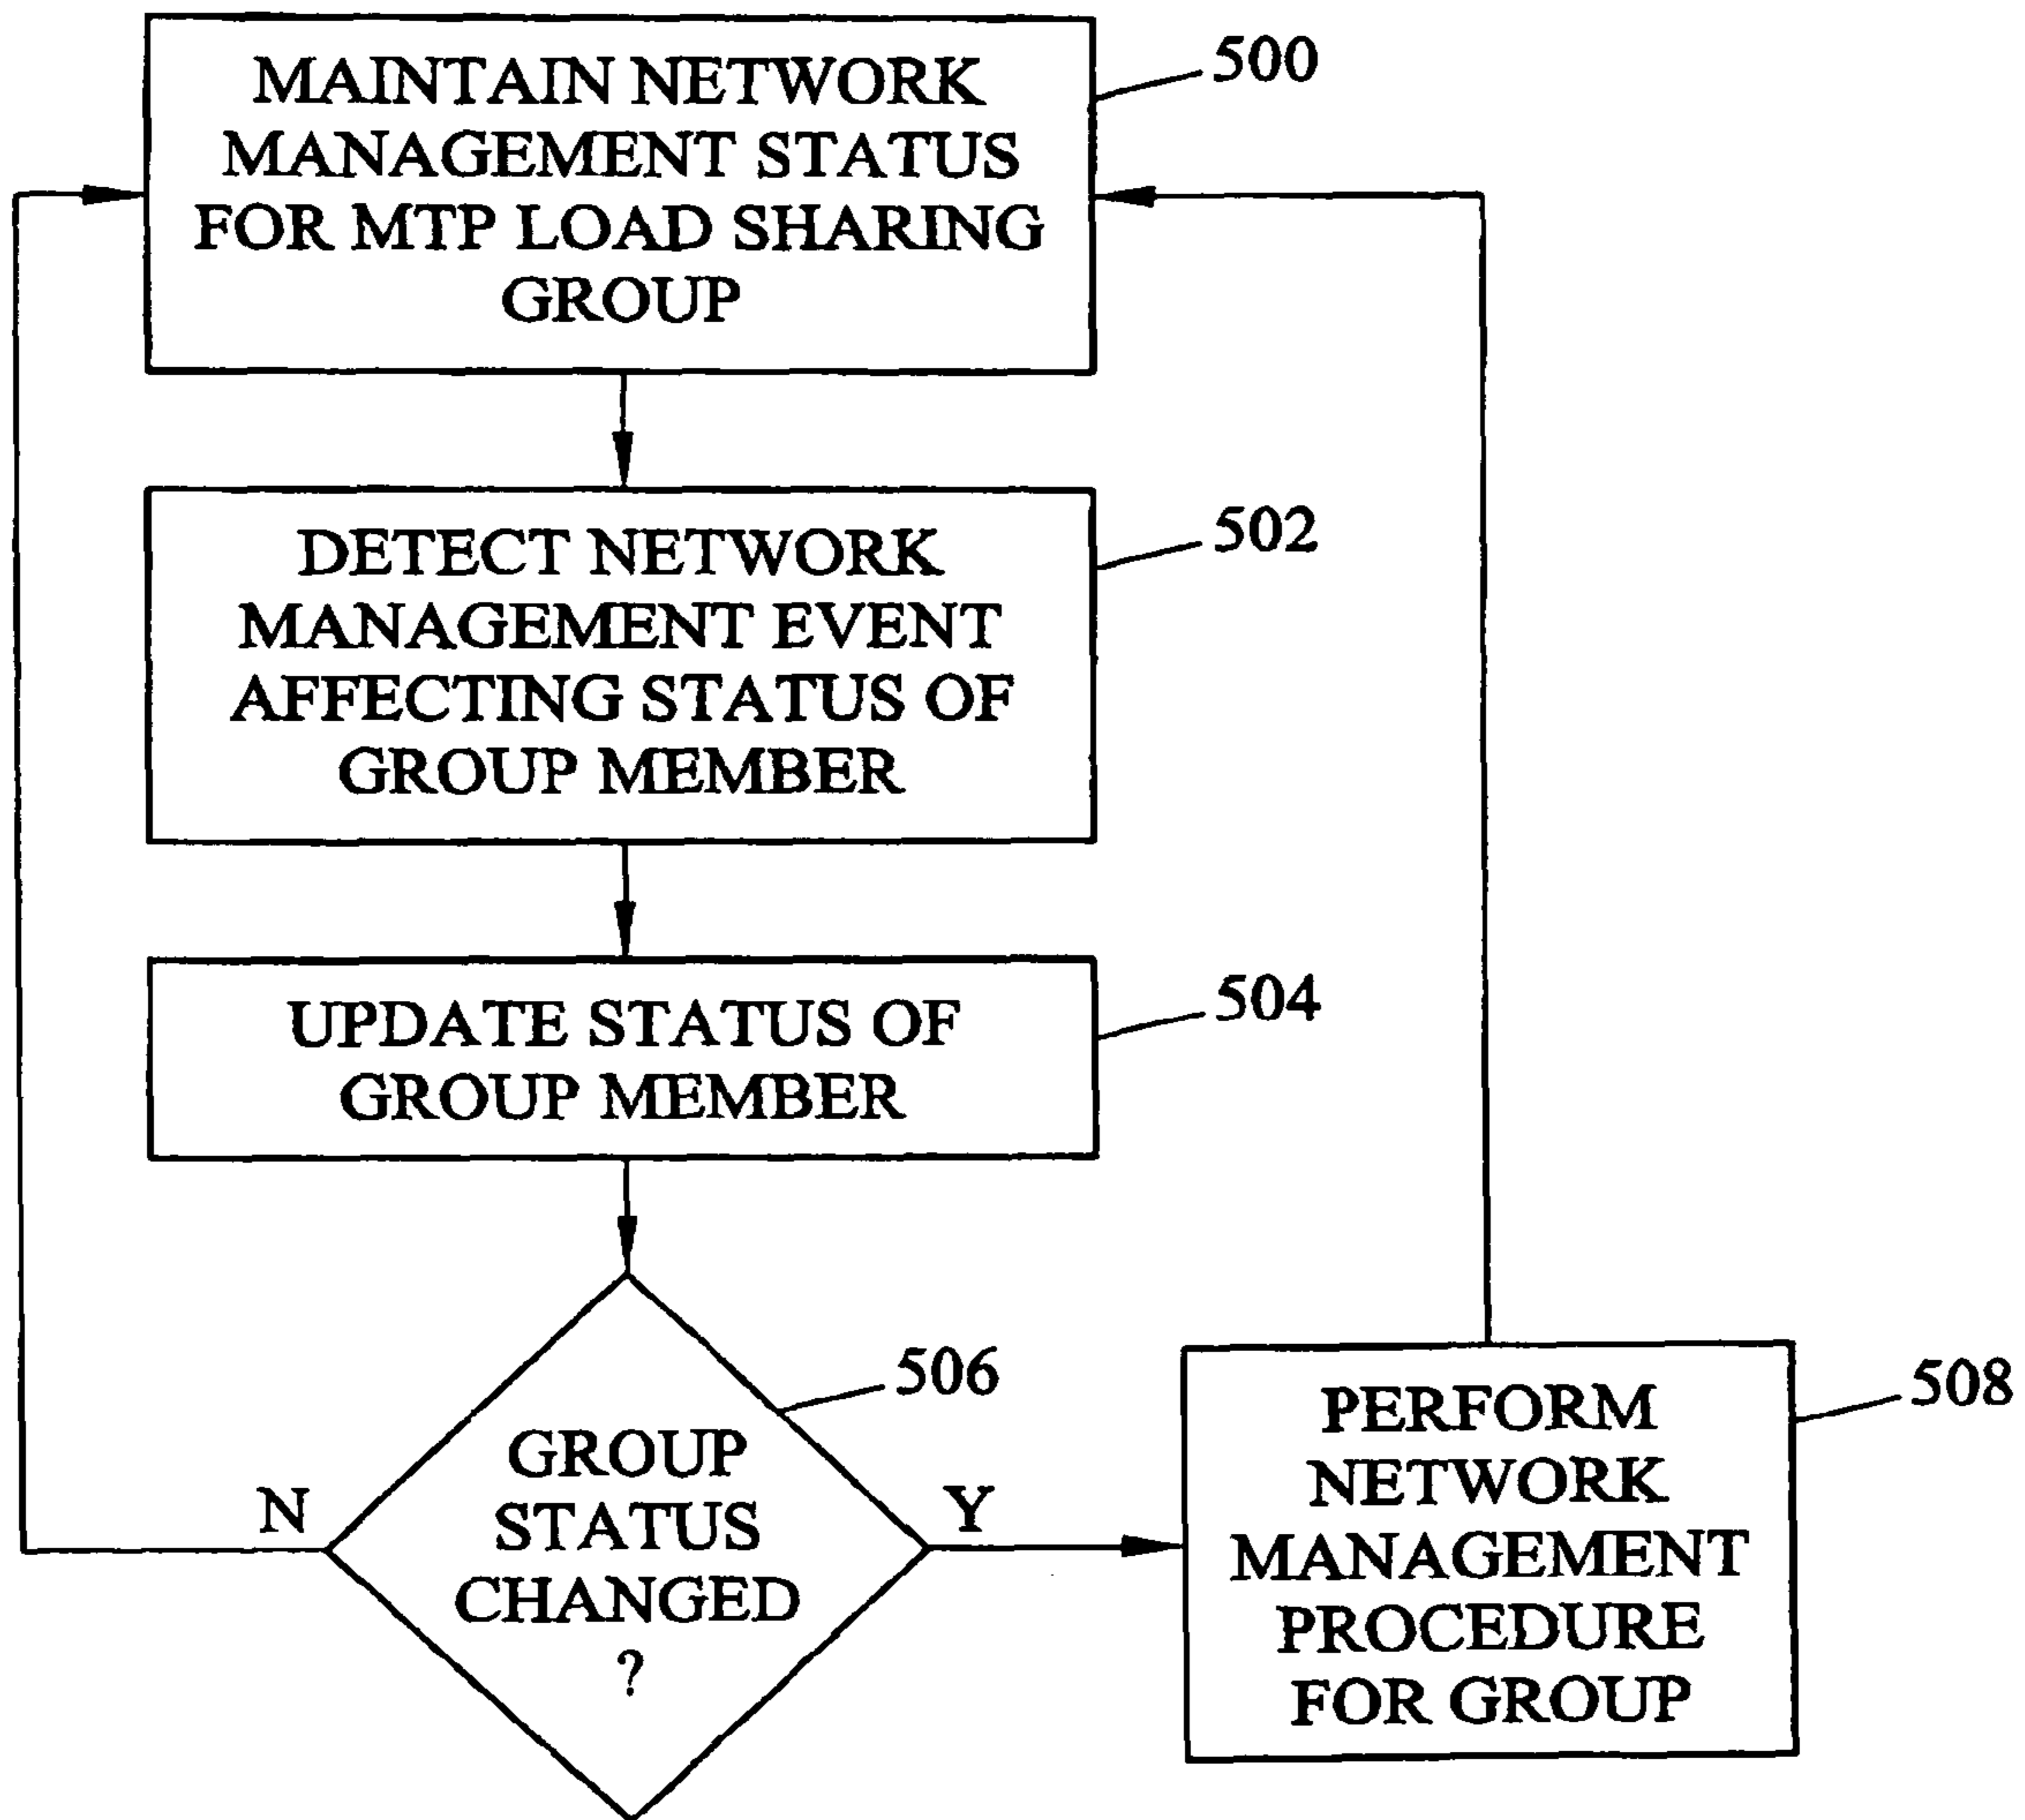 MAINTAIN NETWORK
MANAGEMENT STATUS
FOR MTP LOAD SHARING
GROUP
500
DETECT NETWORK
MANAGEMENT EVENT
AFFECTING STATUS OF
GROUP MEMBER
502
UPDATE STATUS OF
GROUP MEMBER
504
GROUP
STATUS
CHANGED
?
506
N
Y
PERFORM
NETWORK
MANAGEMENT
PROCEDURE
FOR GROUP
508